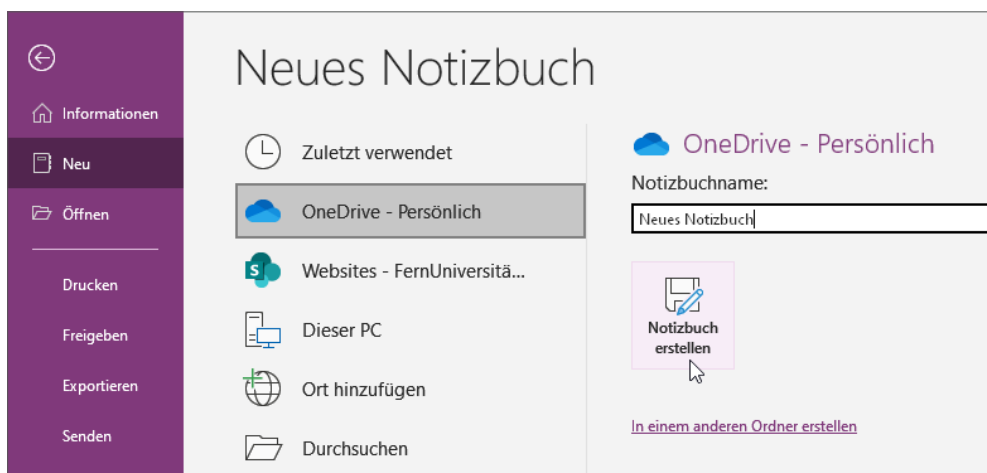 Neues Notizbuch
Informationen
Neu
Öffnen
Drucken
Freigeben
Exportieren
Senden
Zuletzt verwendet
OneDrive - Persönlich
Websites - FernUniversitä...
Dieser PC
Ort hinzufügen
Durchsuchen
OneDrive - Persönlich
Notizbuchname:
Neues Notizbuch
Notizbuch
erstellen
In einem anderen Ordner erstellen